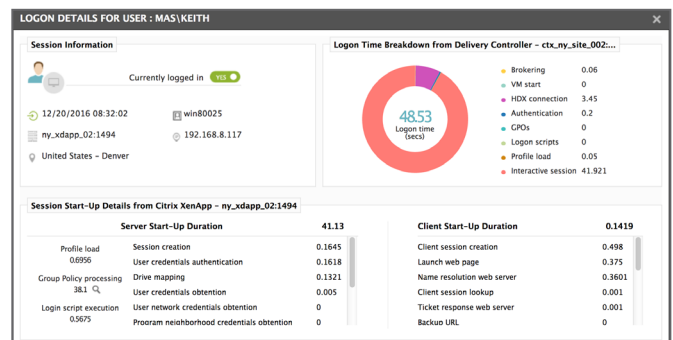 LOGON DETAILS FOR USER : MAS\KEITH
Session Information
Currently logged in YES
12/20/2016 08:32:02 win80025
ny_xdapp_02:1494 192.168.8.117
United States - Denver
Logon Time Breakdown from Delivery Controller - ctx_ny_site_002:...
48.53
Logon time
(secs)
Brokering 0.06
VM start 0
HDX connection 3.45
Authentication 0.2
GPOs 0
Logon scripts 0
Profile load 0.05
Interactive session 41.921
Session Start-Up Details from Citrix XenApp - ny_xdapp_02:1494
Server Start-Up Duration 41.13
Profile load
0.6956
Group Policy processing
38.1
Login script execution
0.5675
Session creation 0.1645
User credentials authentication 0.1618
Drive mapping 0.1321
User credentials obtention 0.005
User network credentials obtention 0
Program neighborhood credentials obtention 0
Client Start-Up Duration 0.1419
Client session creation 0.498
Launch web page 0.375
Name resolution web server 0.3601
Client session lookup 0.001
Ticket response web server 0.001
Backup URL 0